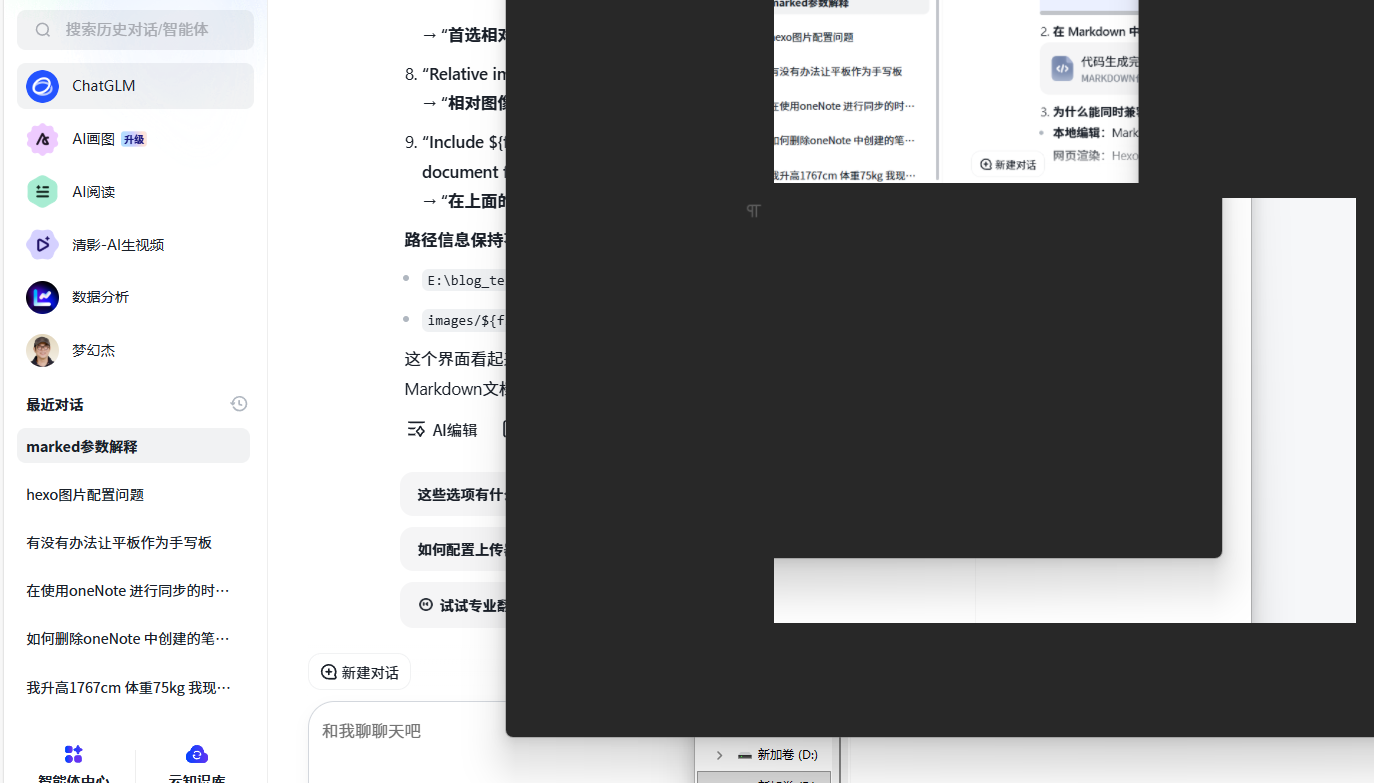 搜索历史对话/智能体
ChatGLM
AI画图 升级
AI阅读
清影-AI生视频
数据分析
梦幻杰
最近对话
marked参数解释
hexo图片配置问题
有没有办法让平板作为手写板
在使用oneNote 进行同步的时…
如何删除oneNote 中创建的笔…
我升高1767cm 体重75kg 我现…
智能体中心
云知识库
→ “首选相对
8. “Relative im
→ “相对图像
9. “Include ${
document f
→ “在上面的
路径信息保持
E:\blog_te
images/${f
这个界面看起
Markdown文档
AI编辑
这些选项有什
如何配置上传
试试专业翻
新建对话
和我聊聊天吧
marked参数解释
hexo图片配置问题
有没有办法让平板作为手写板
在使用oneNote 进行同步的时…
如何删除oneNote 中创建的笔…
我升高1767cm 体重75kg 我现…
2. 在 Markdown 中
代码生成完
MARKDOWN
3. 为什么能同时兼
本地编辑：Mark
网页渲染：Hexo
新建对话
¶
新加卷 (D:)